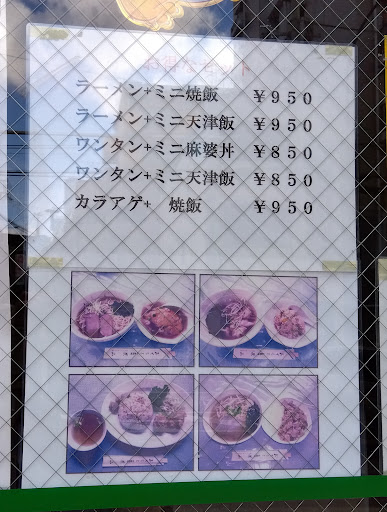 ラーメン+ミニ焼飯 ￥950
ラーメン+ミニ天津飯 ￥950
ワンタン+ミニ麻婆丼 ￥850
ワンタン+ミニ天津飯 ￥850
カラアゲ+ 焼飯 ￥950